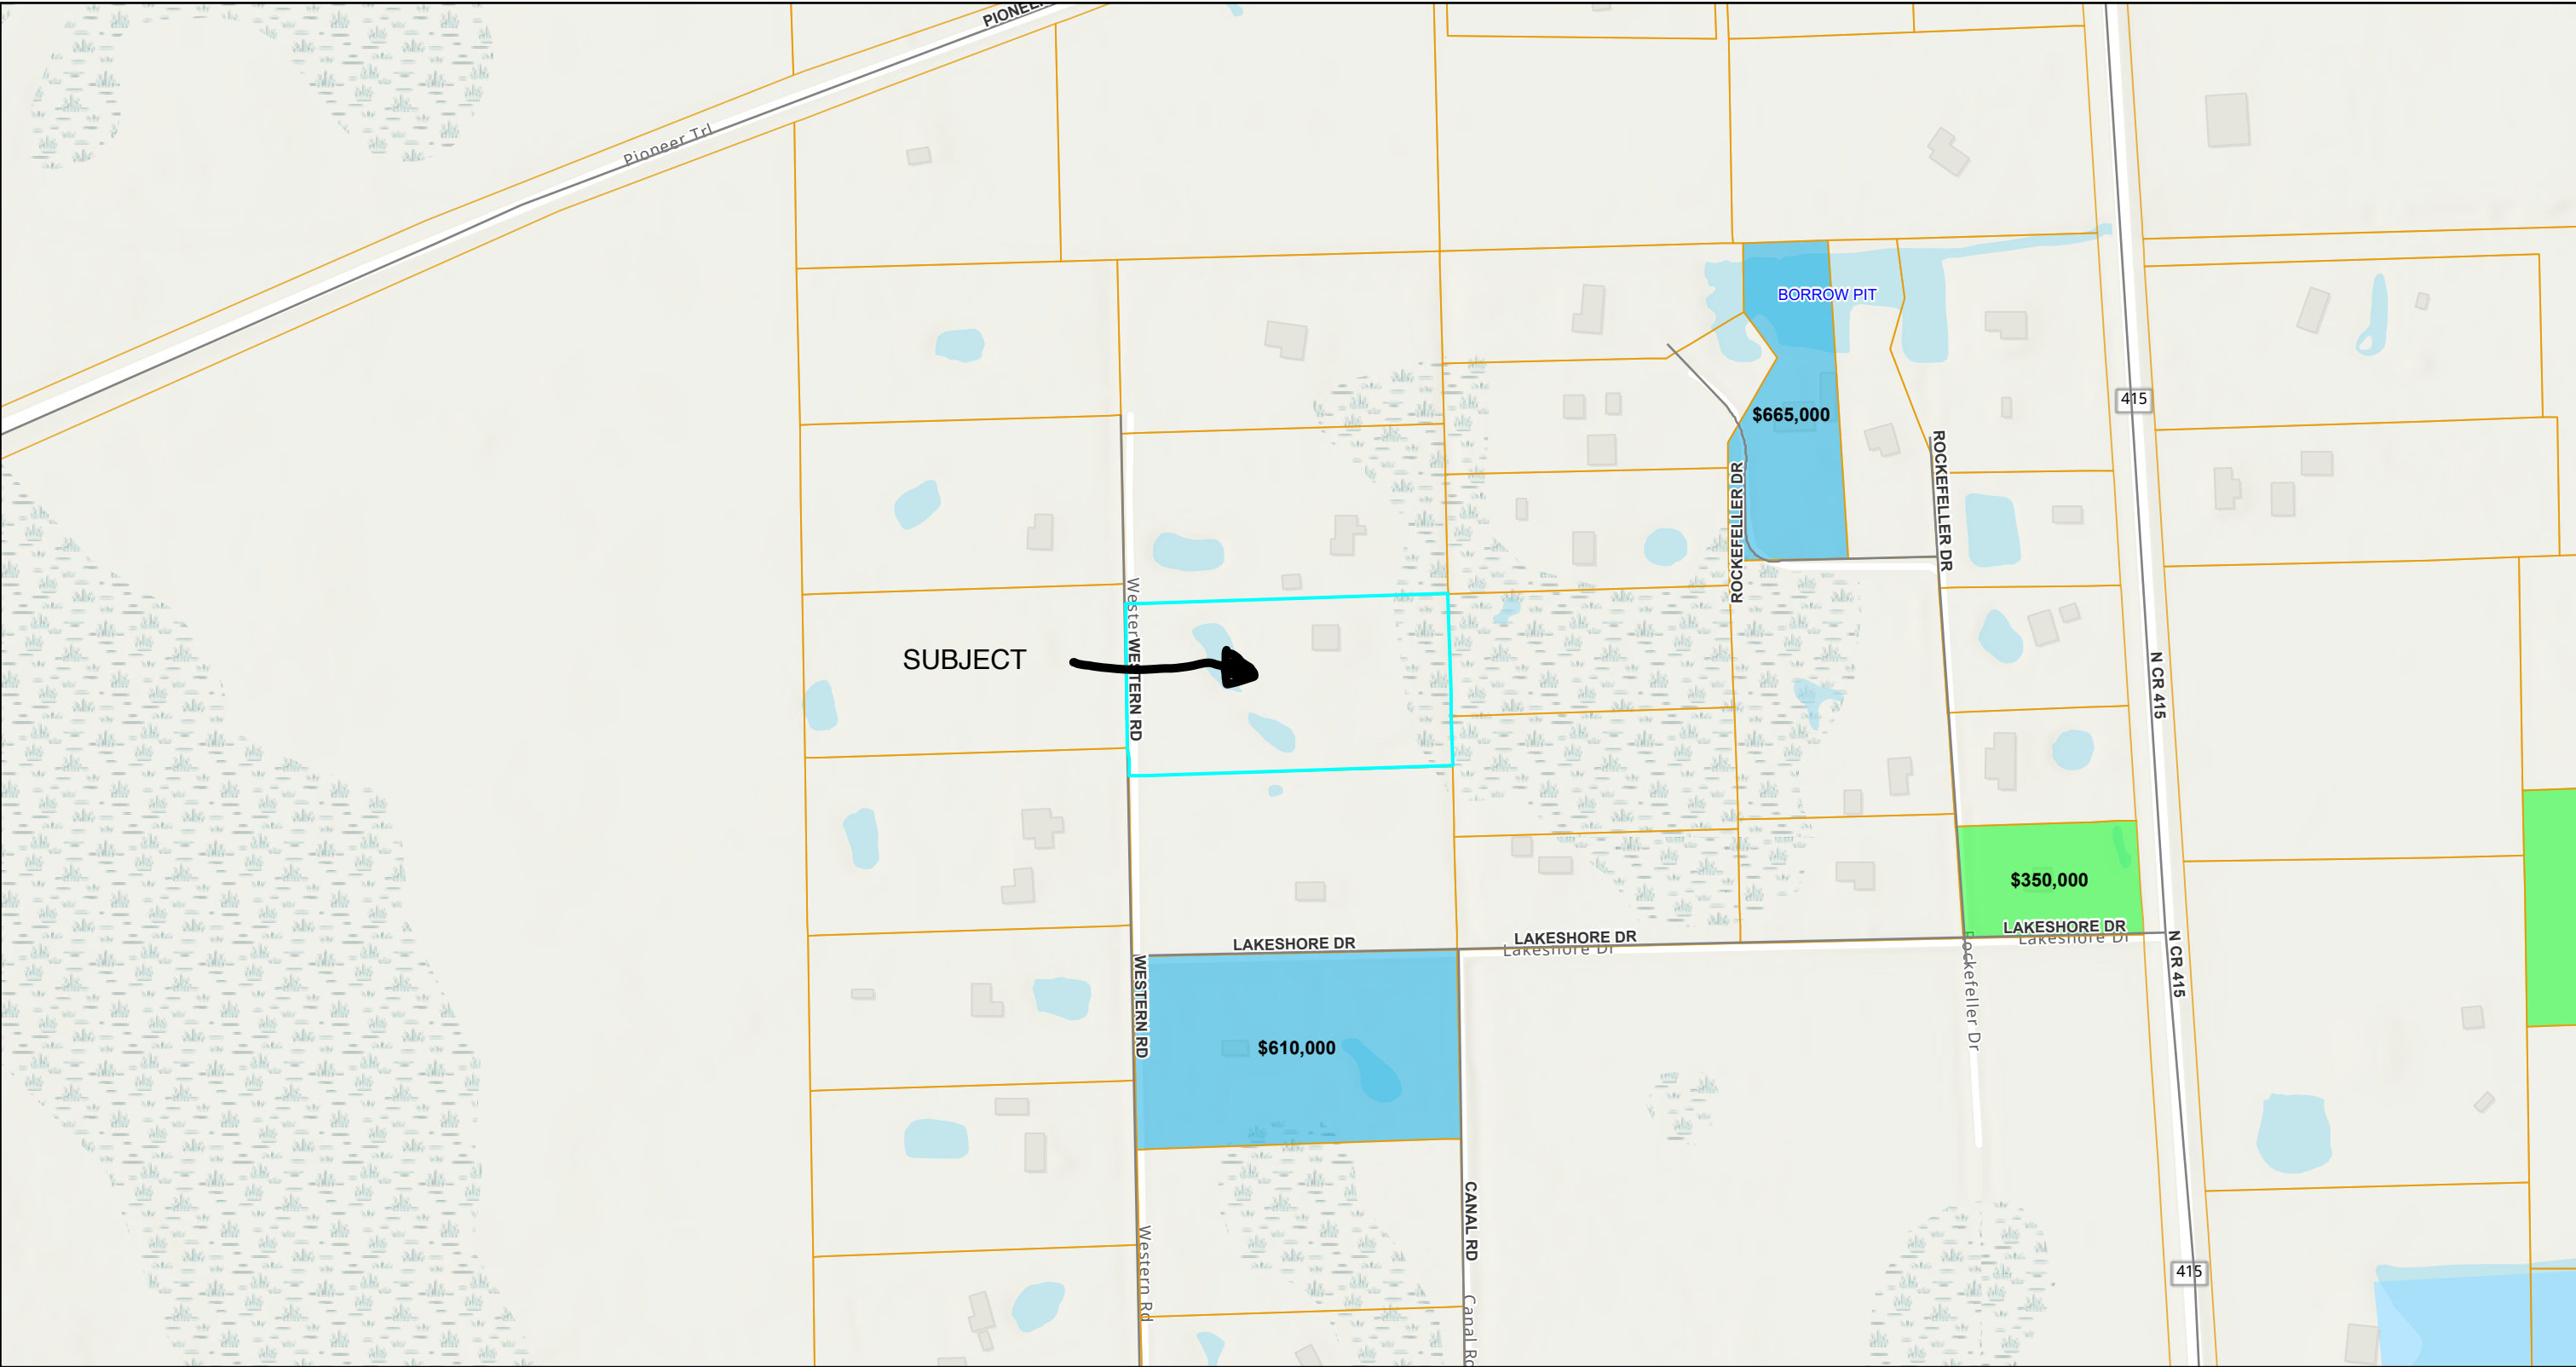 PIONEER
Pioneer Trl
BORROW PIT
415
$665,000
ROCKEFELLER DR
ROCKEFELLER DR
Western
SUBJECT
WESTERN RD
N CR 415
$350,000
LAKESHORE DR
Lakeshore Dr
LAKESHORE DR
LAKESHORE DR
Lakeshore Dr
N CR 415
WESTERN RD
Rockefeller Dr
$610,000
CANAL RD
Western Rd
415
Canal Rd